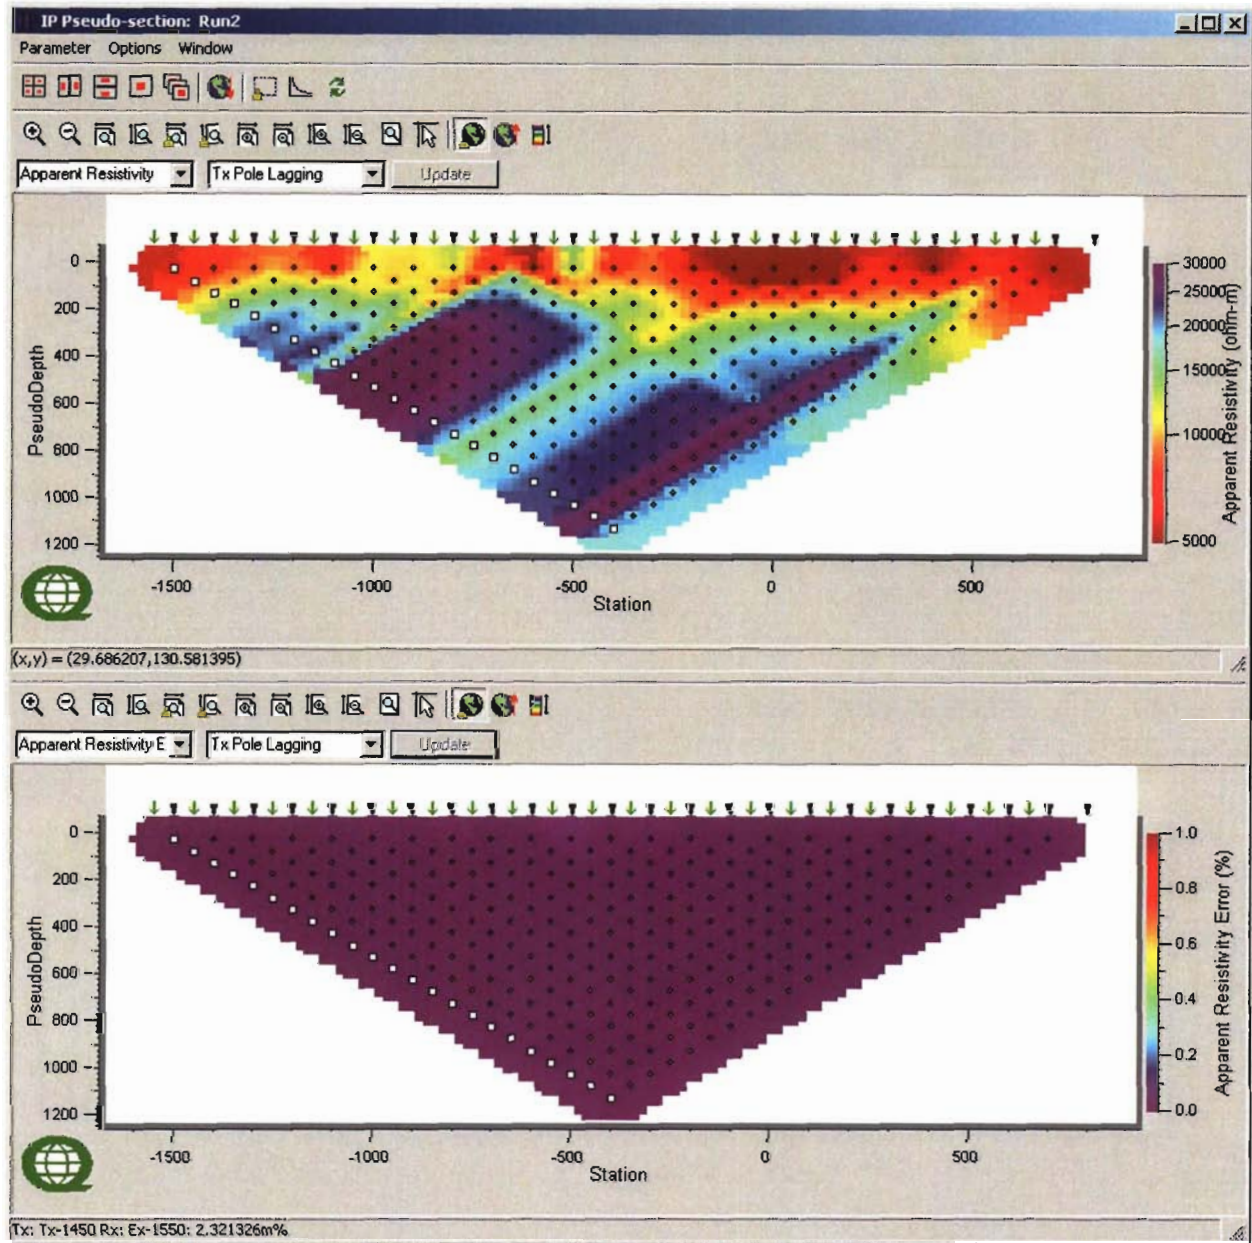 IP Pseudo-section: Run2
Parameter Options Window
Apparent Resistivity Tx Pole Lagging Update
PseudoDepth
0
200
400
600
800
1000
1200
-1500 -1000 -500 0 500
Station
30000
25000
20000
15000
10000
5000
Apparent Resistivity (ohm-m)
(x,y) = (29.686207,130.581395)
Apparent Resistivity E Tx Pole Lagging Update
PseudoDepth
0
200
400
600
800
1000
1200
-1500 -1000 -500 0 500
Station
1.0
0.8
0.6
0.4
0.2
0.0
Apparent Resistivity Error (%)
Tx: Tx-1450 Rx: Ex-1550: 2.321326m%